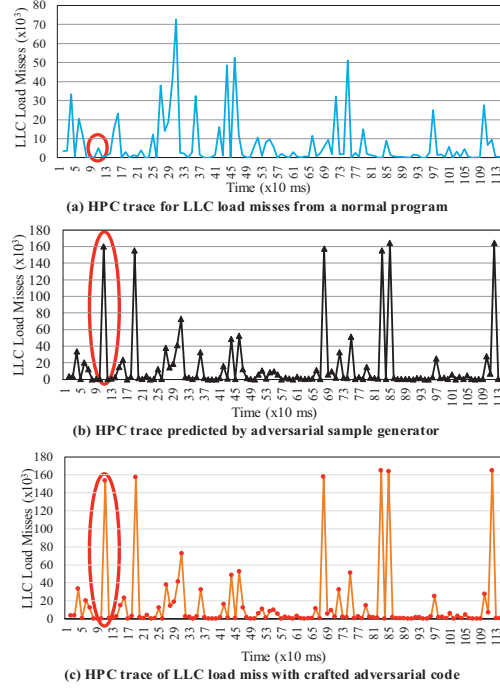 LLC Load Misses (x10³)
80
70
60
50
40
30
20
10
0
1 5 9 13 17 21 25 29 33 37 41 45 49 53 57 61 65 69 73 77 81 85 89 93 97 101 105 109 113
Time (x10 ms)
(a) HPC trace for LLC load misses from a normal program
LLC Load Misses (x10³)
180
160
140
120
100
80
60
40
20
0
1 5 9 13 17 21 25 29 33 37 41 45 49 53 57 61 65 69 73 77 81 85 89 93 97 101 105 109 113
Time (x10 ms)
(b) HPC trace predicted by adversarial sample generator
LLC Load Misses (x10³)
180
160
140
120
100
80
60
40
20
0
1 5 9 13 17 21 25 29 33 37 41 45 49 53 57 61 65 69 73 77 81 85 89 93 97 101 105 109 113
Time (x10 ms)
(c) HPC trace of LLC load miss with crafted adversarial code